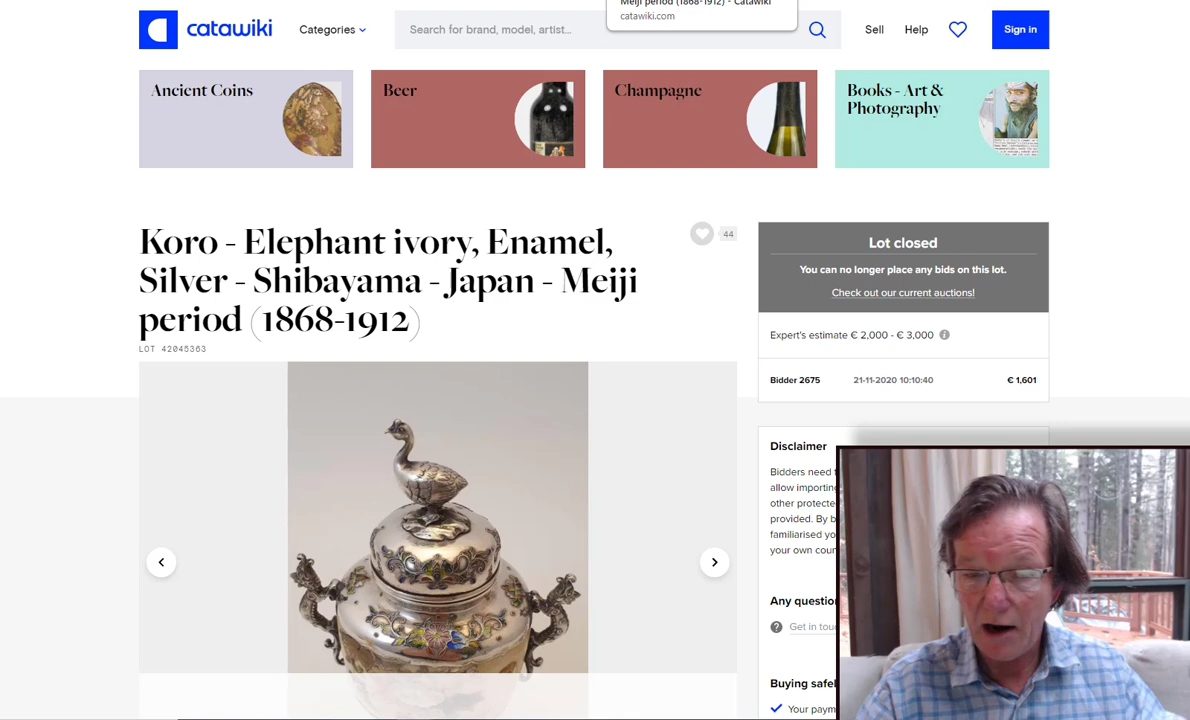 Meiji period (1868-1912) - Catawiki
catawiki.com
catawiki
Categories
Search for brand, model, artist...
Sell
Help
Sign in
Ancient Coins
Beer
Champagne
Books - Art &
Photography
Koro - Elephant ivory, Enamel,
Silver - Shibayama - Japan - Meiji
period (1868-1912)
44
LOT 42045363
Lot closed
You can no longer place any bids on this lot.
Check out our current auctions!
Expert's estimate € 2,000 - € 3,000
Bidder 2675 21-11-2020 10:10:40 € 1,601
Disclaimer
Bidders need
allow importing
other protecte
provided. By b
familiarised yo
your own coun
Any question
Get in touc
Buying safel
Your paym